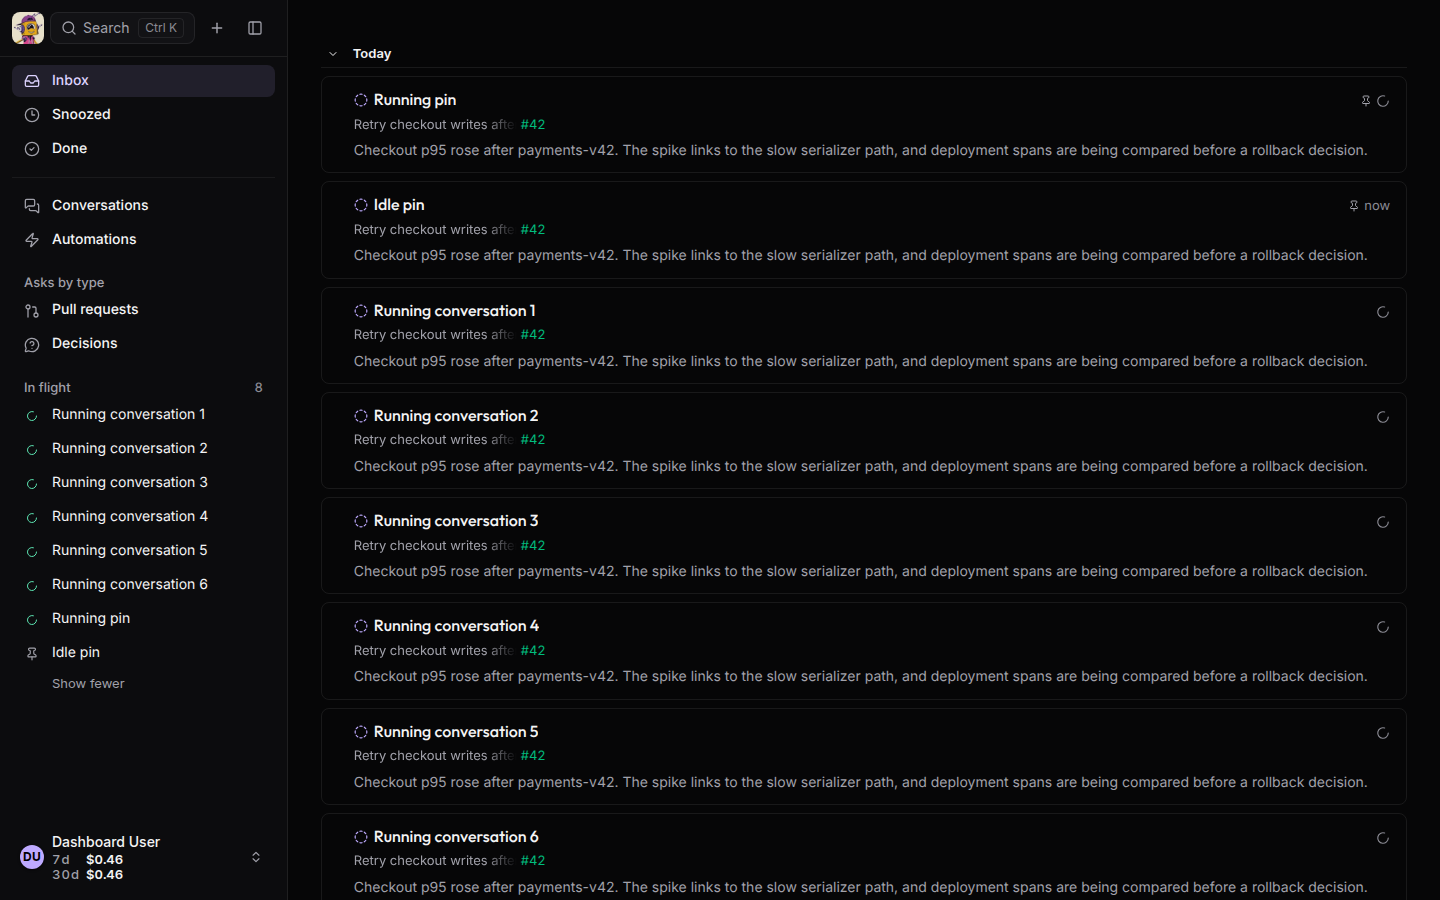 Search Ctrl K
Inbox
Snoozed
Done
Conversations
Automations
Asks by type
Pull requests
Decisions
In flight 8
Running conversation 1
Running conversation 2
Running conversation 3
Running conversation 4
Running conversation 5
Running conversation 6
Running pin
Idle pin
Show fewer
DU Dashboard User
7d $0.46
30d $0.46
Today
Running pin
Retry checkout writes afte #42
Checkout p95 rose after payments-v42. The spike links to the slow serializer path, and deployment spans are being compared before a rollback decision.
Idle pin now
Retry checkout writes afte #42
Checkout p95 rose after payments-v42. The spike links to the slow serializer path, and deployment spans are being compared before a rollback decision.
Running conversation 1
Retry checkout writes afte #42
Checkout p95 rose after payments-v42. The spike links to the slow serializer path, and deployment spans are being compared before a rollback decision.
Running conversation 2
Retry checkout writes afte #42
Checkout p95 rose after payments-v42. The spike links to the slow serializer path, and deployment spans are being compared before a rollback decision.
Running conversation 3
Retry checkout writes afte #42
Checkout p95 rose after payments-v42. The spike links to the slow serializer path, and deployment spans are being compared before a rollback decision.
Running conversation 4
Retry checkout writes afte #42
Checkout p95 rose after payments-v42. The spike links to the slow serializer path, and deployment spans are being compared before a rollback decision.
Running conversation 5
Retry checkout writes afte #42
Checkout p95 rose after payments-v42. The spike links to the slow serializer path, and deployment spans are being compared before a rollback decision.
Running conversation 6
Retry checkout writes afte #42
Checkout p95 rose after payments-v42. The spike links to the slow serializer path, and deployment spans are being compared before a rollback decision.